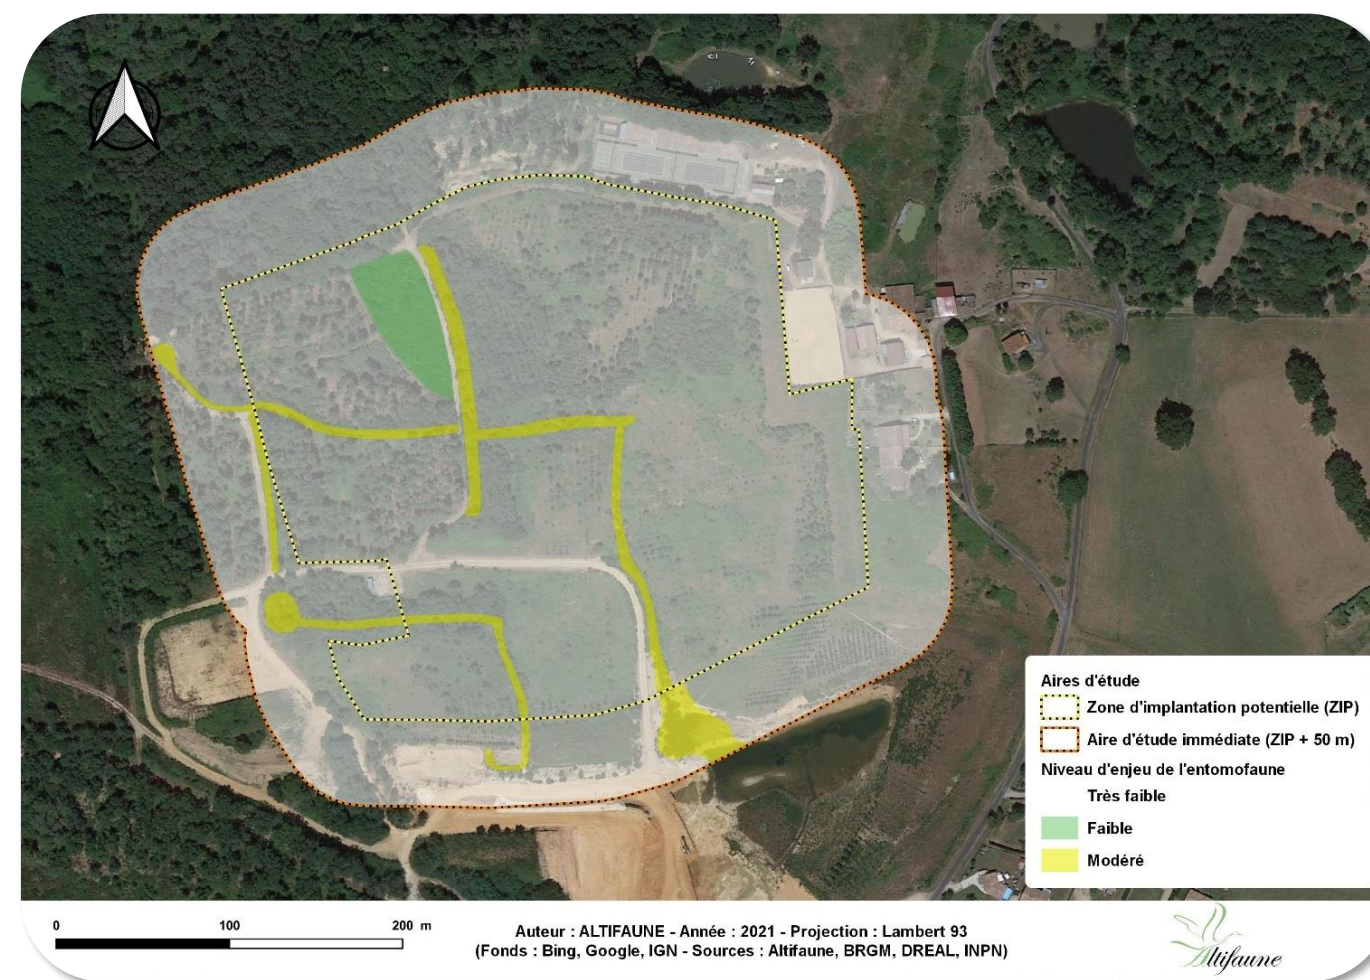 Aires d'étude
Zone d'implantation potentielle (ZIP)
Aire d'étude immédiate (ZIP + 50 m)
Niveau d'enjeu de l'entomofaune
Très faible
Faible
Modéré
0 100 200 m
Auteur : ALTIFAUNE - Année : 2021 - Projection : Lambert 93
(Fonds : Bing, Google, IGN - Sources : Altifaune, BRGM, DREAL, INPN)
Altifaune